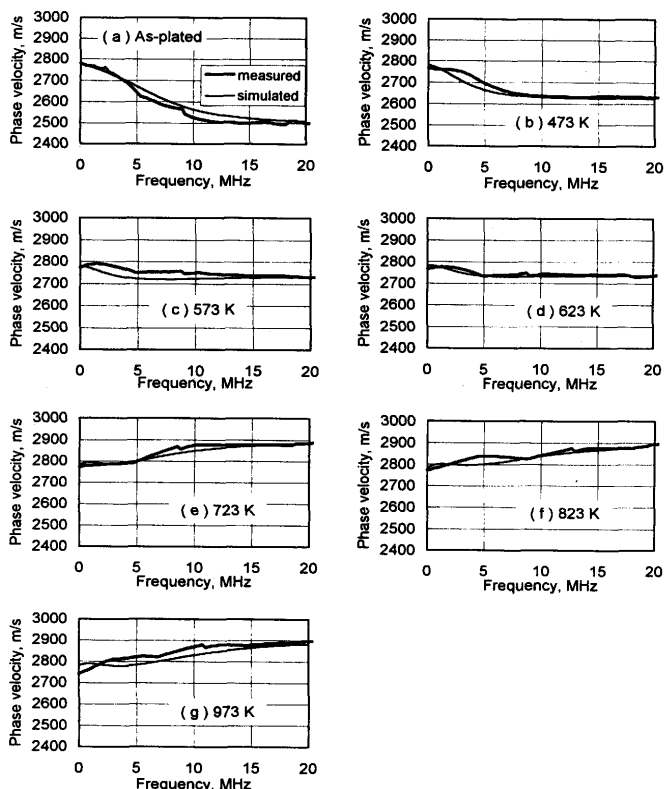 3000
2900
2800
2700
2600
2500
2400
Phase velocity, m/s
( a ) As-plated
measured
simulated
0 5 10 15 20
Frequency, MHz
3000
2900
2800
2700
2600
2500
2400
Phase velocity, m/s
( b ) 473 K
0 5 10 15 20
Frequency, MHz
3000
2900
2800
2700
2600
2500
2400
Phase velocity, m/s
( c ) 573 K
0 5 10 15 20
Frequency, MHz
3000
2900
2800
2700
2600
2500
2400
Phase velocity, m/s
( d ) 623 K
0 5 10 15 20
Frequency, MHz
3000
2900
2800
2700
2600
2500
2400
Phase velocity, m/s
( e ) 723 K
0 5 10 15 20
Frequency, MHz
3000
2900
2800
2700
2600
2500
2400
Phase velocity, m/s
( f ) 823 K
0 5 10 15 20
Frequency, MHz
3000
2900
2800
2700
2600
2500
2400
Phase velocity, m/s
( g ) 973 K
0 5 10 15 20
Frequency, MHz